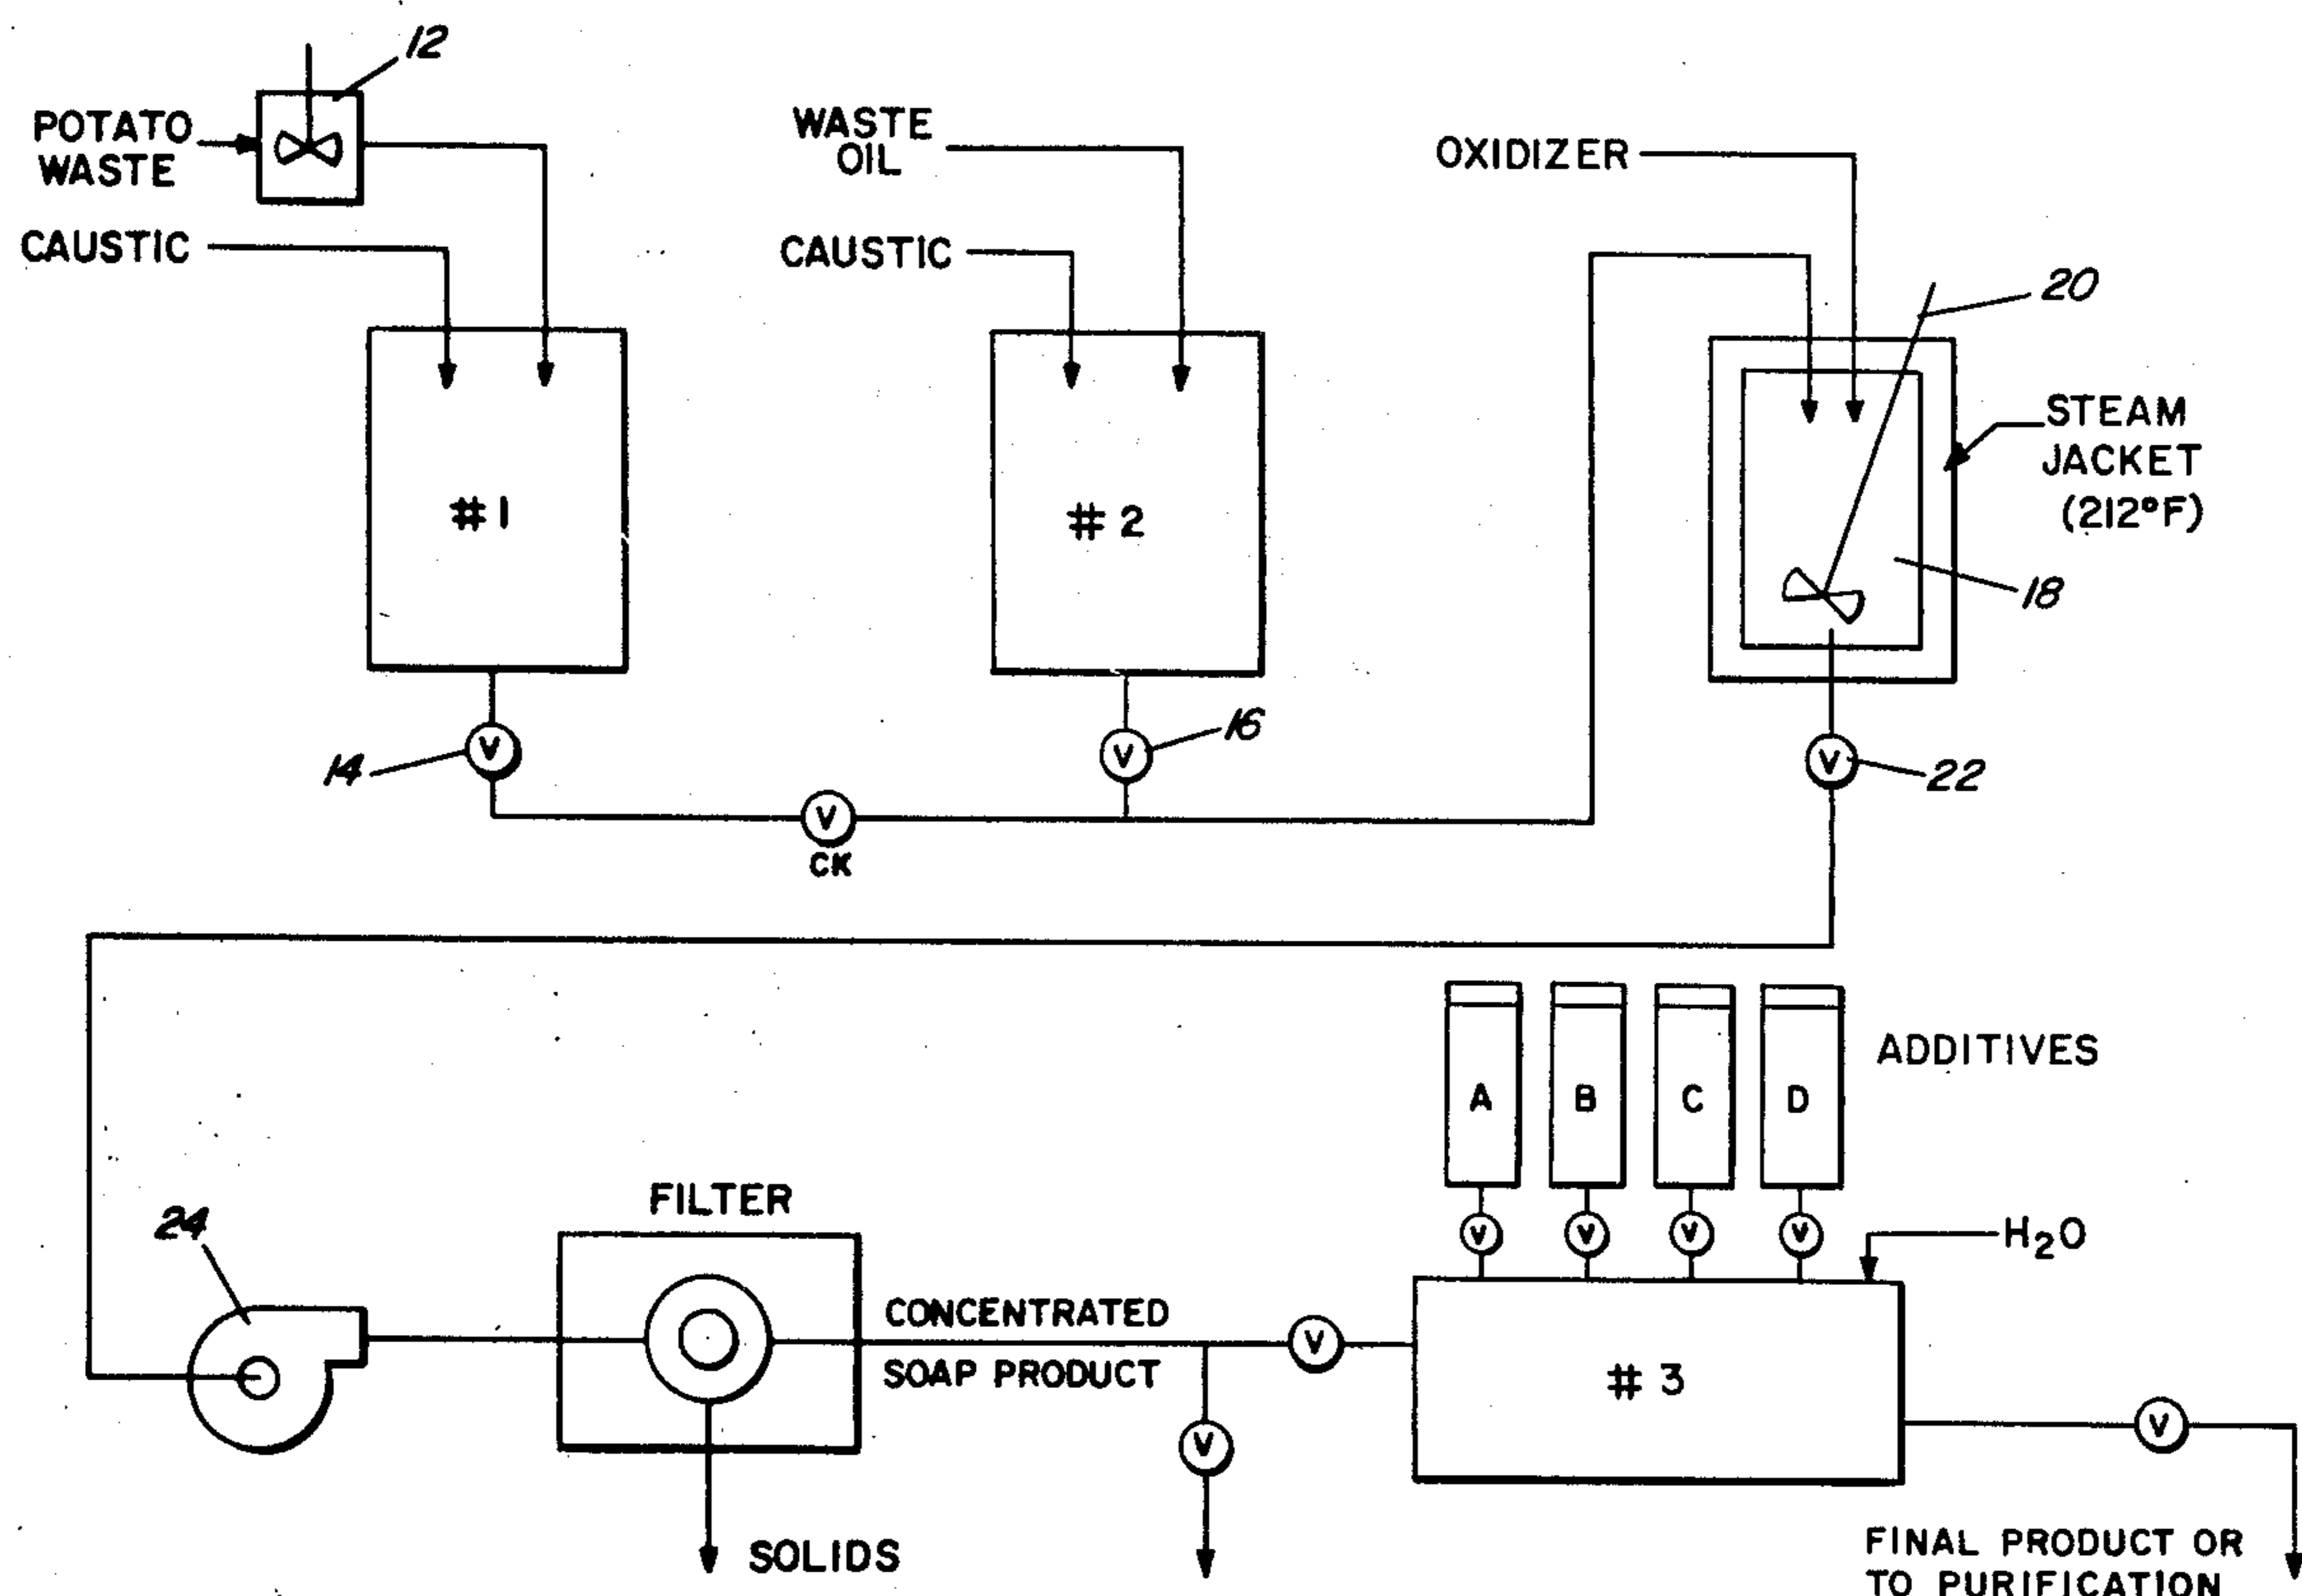 12
POTATO
WASTE
CAUSTIC
WASTE
OIL
CAUSTIC
OXIDIZER
20
STEAM
JACKET
(212°F)
18
#1
#2
V
14
V
16
V
22
V
CK
A
B
C
D
ADDITIVES
V
V
V
V
H2O
24
FILTER
CONCENTRATED
SOAP PRODUCT
V
#3
V
V
SOLIDS
FINAL PRODUCT OR
TO PURIFICATION